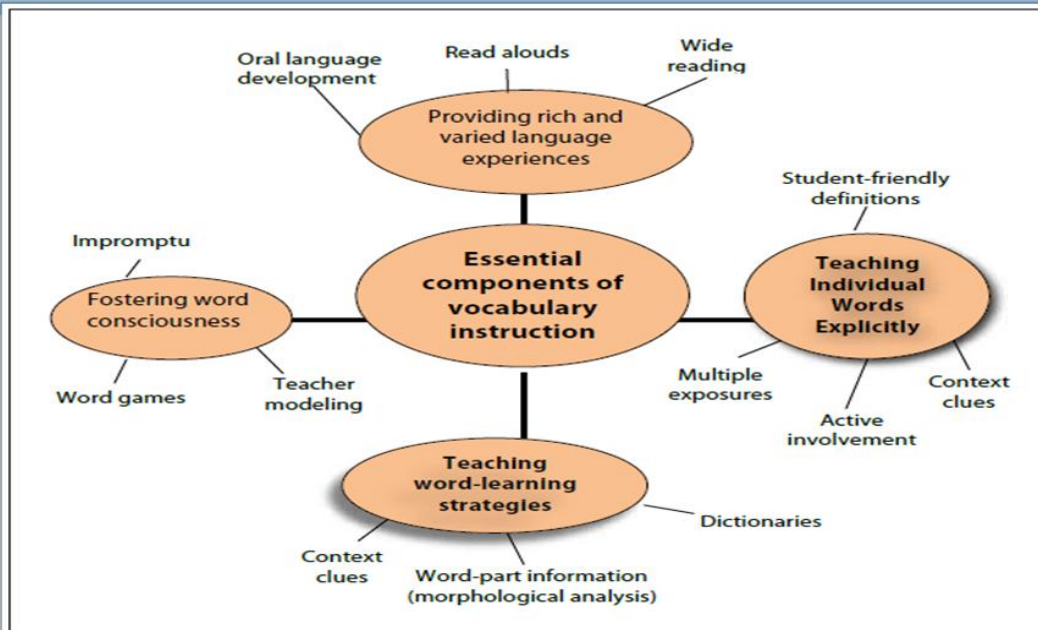 Oral language
development
Read alouds
Wide
reading
Providing rich and
varied language
experiences
Student-friendly
definitions
Impromptu
Fostering word
consciousness
Essential
components of
vocabulary
instruction
Teaching
Individual
Words
Explicitly
Word games
Teacher
modeling
Multiple
exposures
Active
involvement
Context
clues
Teaching
word-learning
strategies
Dictionaries
Context
clues
Word-part information
(morphological analysis)